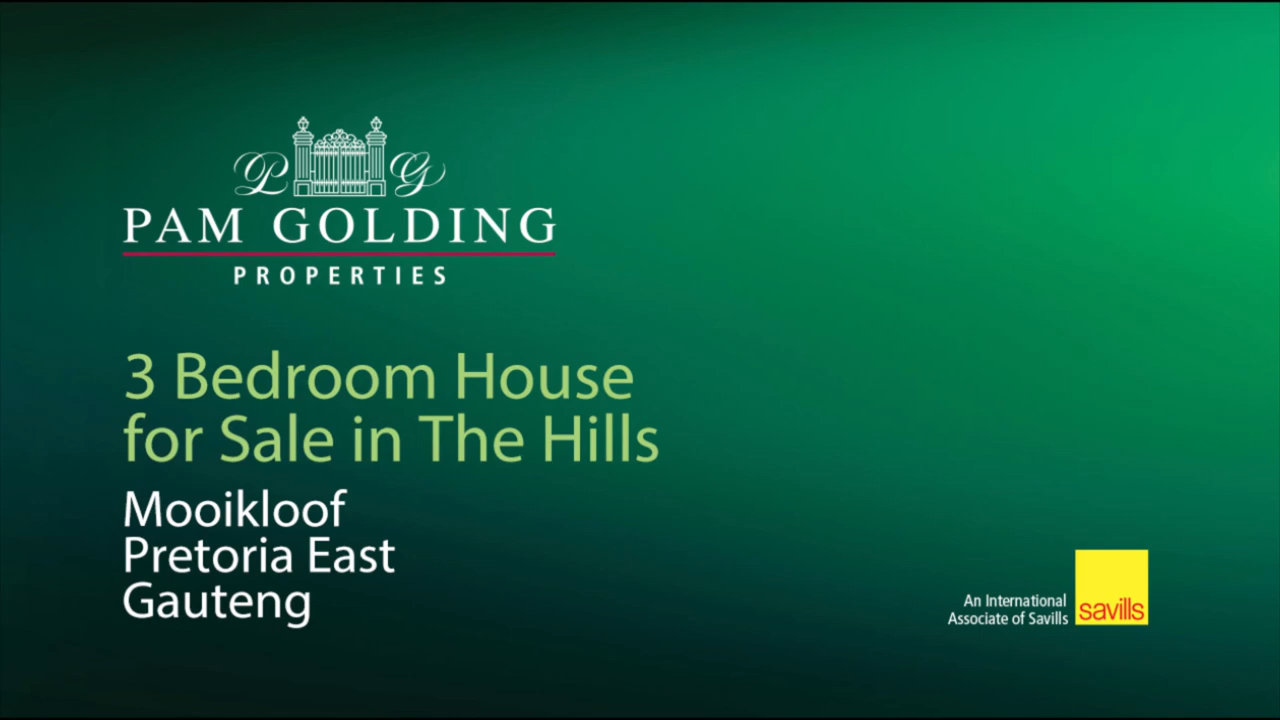 P G
PAM GOLDING
PROPERTIES
3 Bedroom House
for Sale in The Hills
Mooikloof
Pretoria East
Gauteng
An International
Associate of Savills
savills